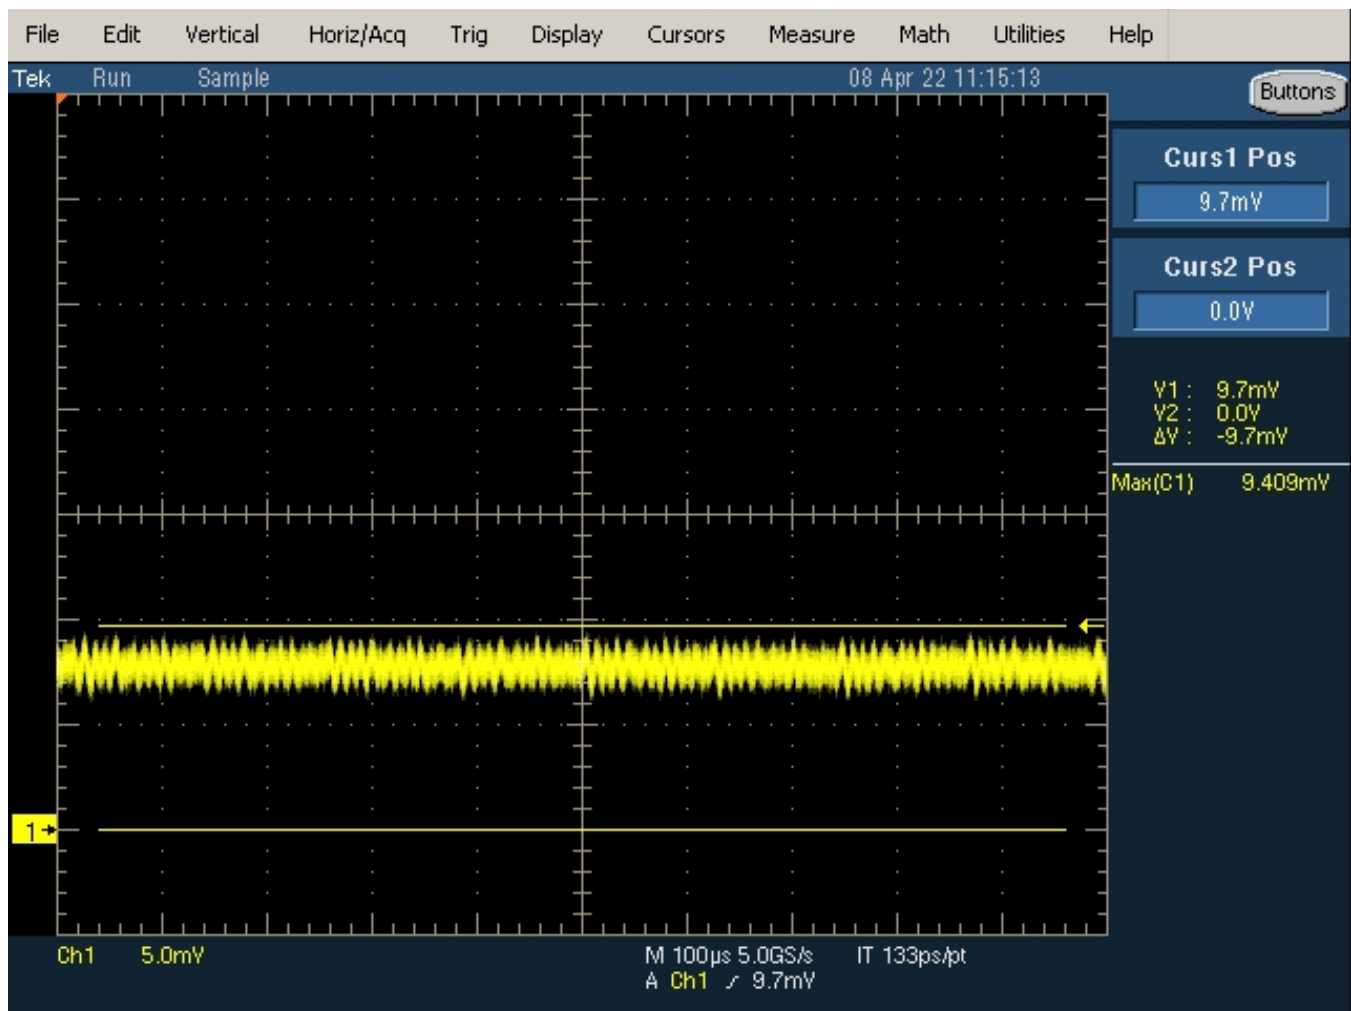 File Edit Vertical Horiz/Acq Trig Display Cursors Measure Math Utilities Help
Tek Run Sample 08 Apr 22 11:15:13
Buttons
Curs1 Pos
9.7mV
Curs2 Pos
0.0V
V1 : 9.7mV
V2 : 0.0V
ΔV : -9.7mV
Max(C1) 9.409mV
1
Ch1 5.0mV M 100µs 5.0GS/s IT 133ps/pt
A Ch1 9.7mV